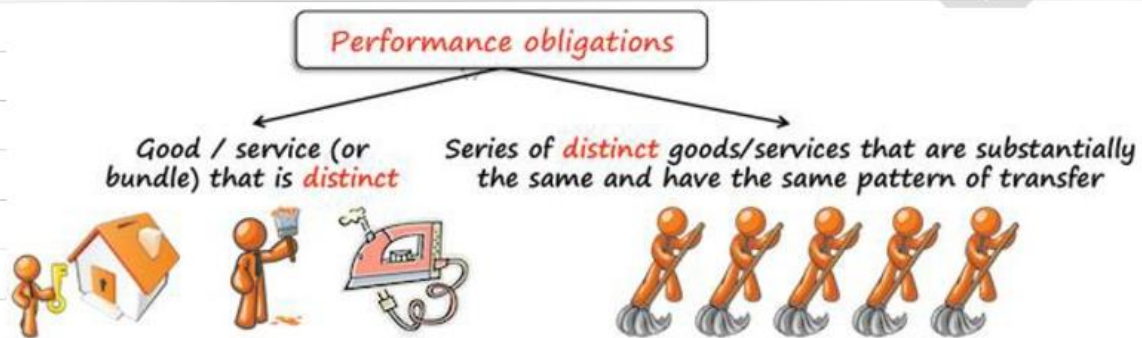 Performance obligations
Good / service (or
bundle) that is distinct
Series of distinct goods/services that are substantially
the same and have the same pattern of transfer